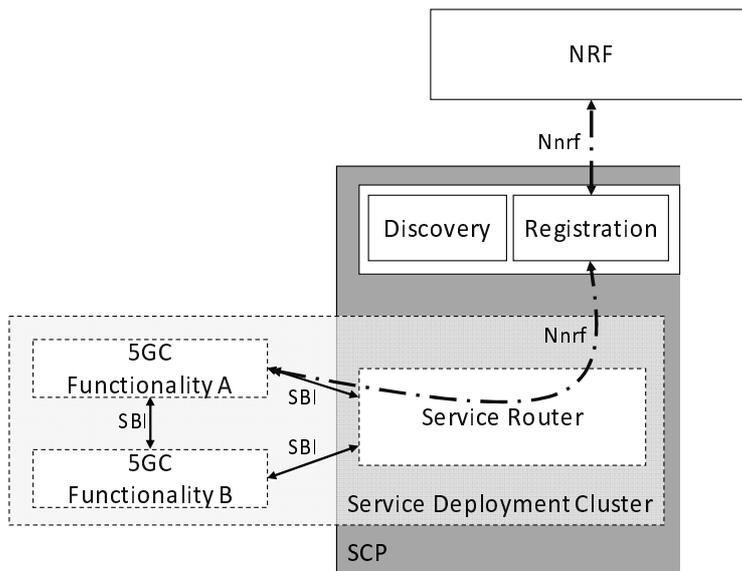 NRF
Nnrf
Discovery
Registration
Nnrf
5GC
Functionality A
SBI
Service Router
SBI
SBI
5GC
Functionality B
Service Deployment Cluster
SCP